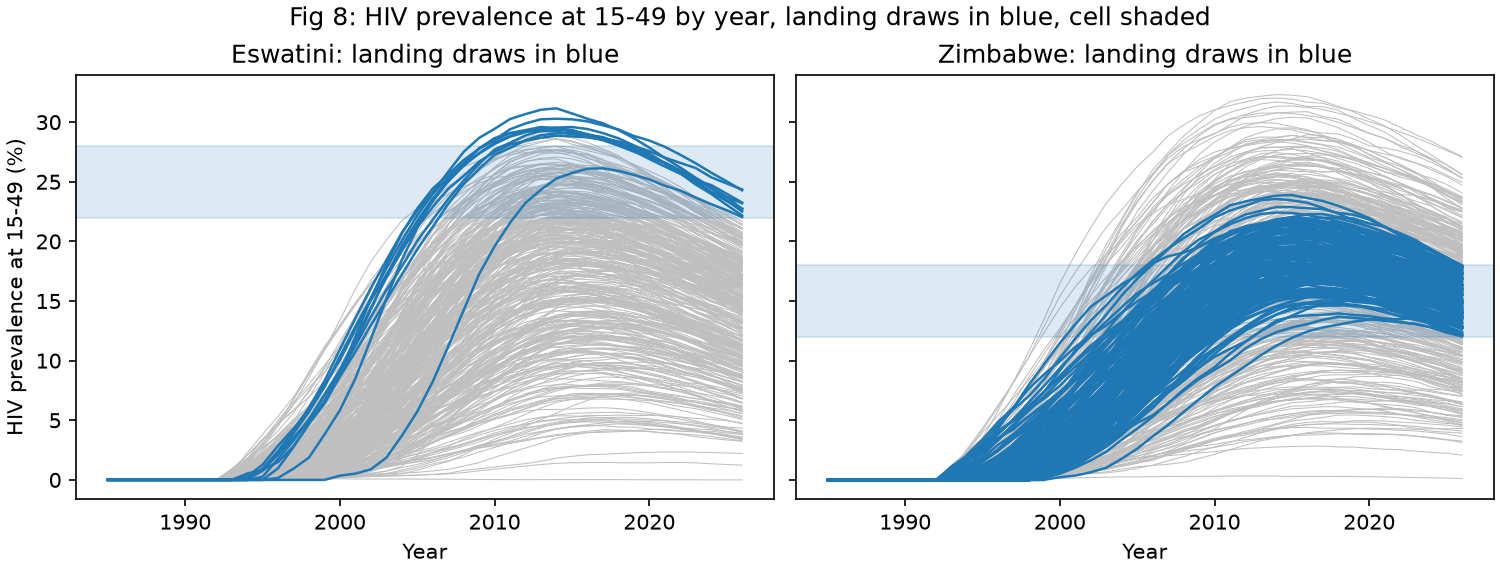 Fig 8: HIV prevalence at 15-49 by year, landing draws in blue, cell shaded
Eswatini: landing draws in blue
Zimbabwe: landing draws in blue
HIV prevalence at 15-49 (%)
30
25
20
15
10
5
0
1990 2000 2010 2020
1990 2000 2010 2020
Year
Year